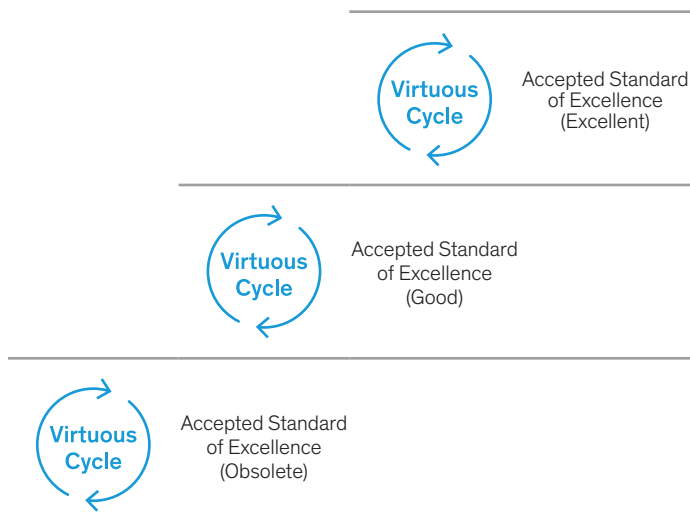 Virtuous
Cycle
Accepted Standard
of Excellence
(Excellent)
Virtuous
Cycle
Accepted Standard
of Excellence
(Good)
Virtuous
Cycle
Accepted Standard
of Excellence
(Obsolete)